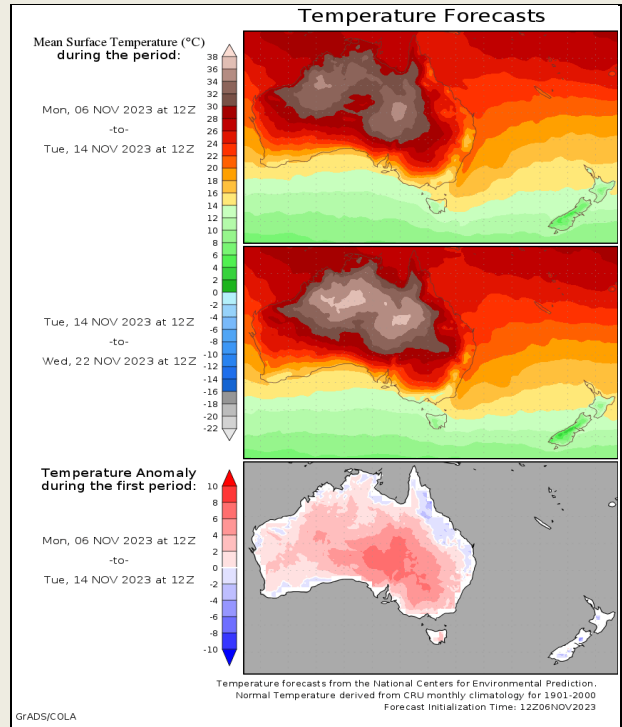 Temperature Forecasts
Mean Surface Temperature (°C)
during the period:
38
36
34
32
30
28
26
24
22
20
18
16
14
12
10
8
6
4
2
0
-2
-4
-6
-8
-10
-12
-14
-16
-18
-20
-22
Mon, 06 NOV 2023 at 12Z
-to-
Tue, 14 NOV 2023 at 12Z
Tue, 14 NOV 2023 at 12Z
-to-
Wed, 22 NOV 2023 at 12Z
Temperature Anomaly
during the first period:
10
8
6
4
2
0
-2
-4
-6
-8
-10
Mon, 06 NOV 2023 at 12Z
-to-
Tue, 14 NOV 2023 at 12Z
Temperature forecasts from the National Centers for Environmental Prediction.
Normal Temperature derived from CRU monthly climatology for 1901-2000
Forecast Initialization Time: 12Z06NOV2023
GrADS/COLA